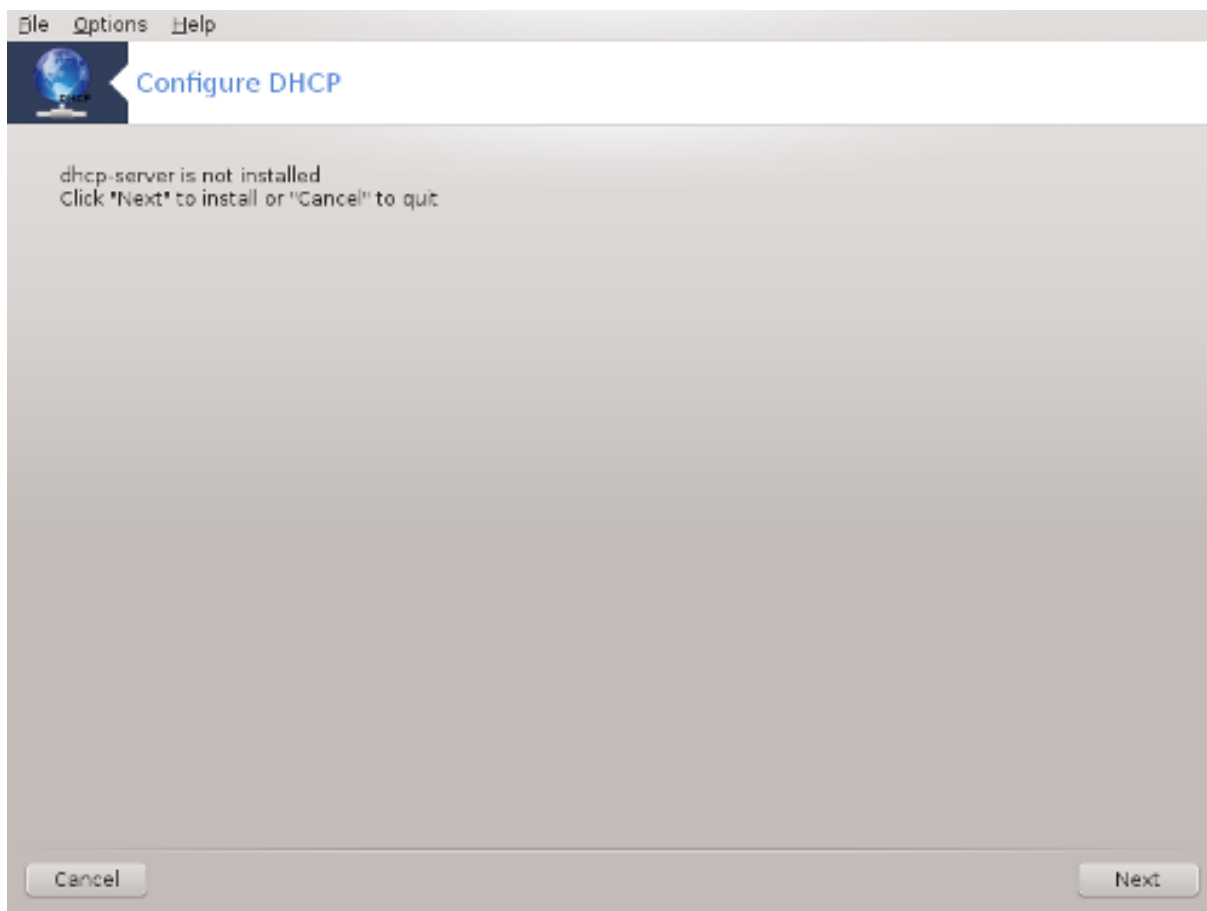 File Options Help
DHCP
Configure DHCP
dhcp-server is not installed
Click "Next" to install or "Cancel" to quit
Cancel Next